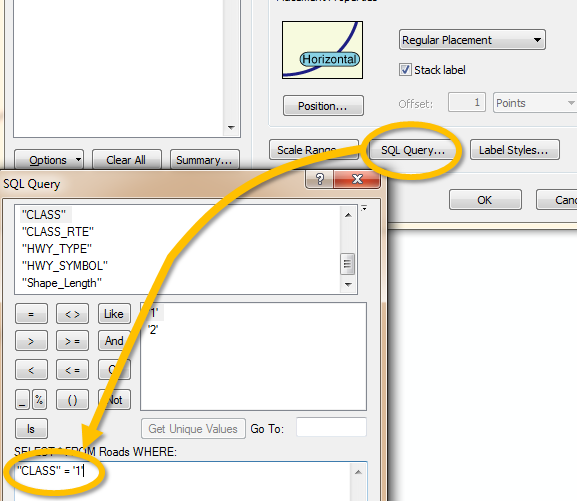 Placement Properties
Regular Placement
Horizontal
Stack label
Position...
Offset: 1 Points
Scale Range... SQL Query... Label Styles...
Options Clear All Summary...
SQL Query ?
OK
"CLASS"
"CLASS_RTE"
"HWY_TYPE"
"HWY_SYMBOL"
"Shape_Length"
= < > Like
'1'
'2'
> > = And
< < =
_ % ( ) Not
Is Get Unique Values Go To:
SELECT * FROM Roads WHERE:
"CLASS" = '1'